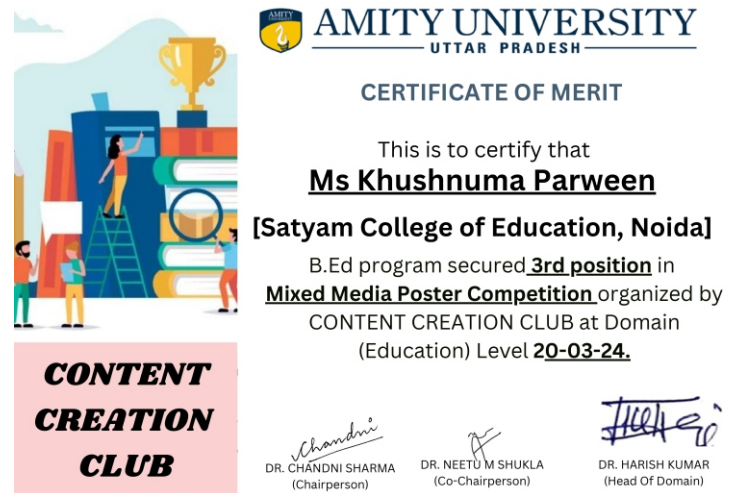 AMITY
AMITY UNIVERSITY
UTTAR PRADESH
CERTIFICATE OF MERIT
This is to certify that
Ms Khushnuma Parween
[Satyam College of Education, Noida]
B.Ed program secured 3rd position in
Mixed Media Poster Competition organized by
CONTENT CREATION CLUB at Domain
(Education) Level 20-03-24.
CONTENT
CREATION
CLUB
Chandni
DR. CHANDNI SHARMA
(Chairperson)
DR. NEETU M SHUKLA
(Co-Chairperson)
DR. HARISH KUMAR
(Head Of Domain)